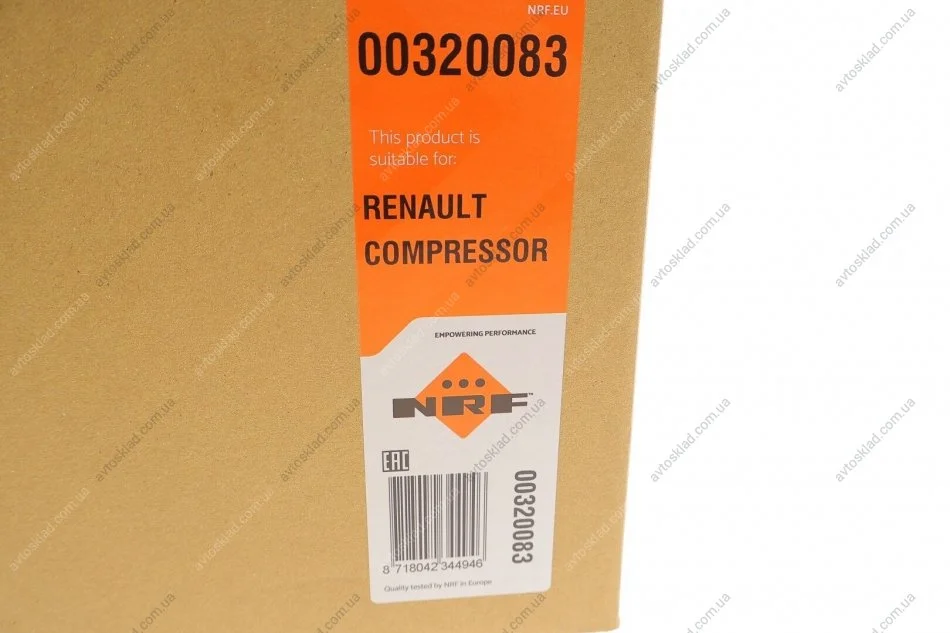 NRF.EU
00320083
This product is
suitable for:
RENAULT
COMPRESSOR
EMPOWERING PERFORMANCE
NRF™
EAC
00320083
8 718042 344946
Quality tested by NRF in Europe
avtosklad.com.ua